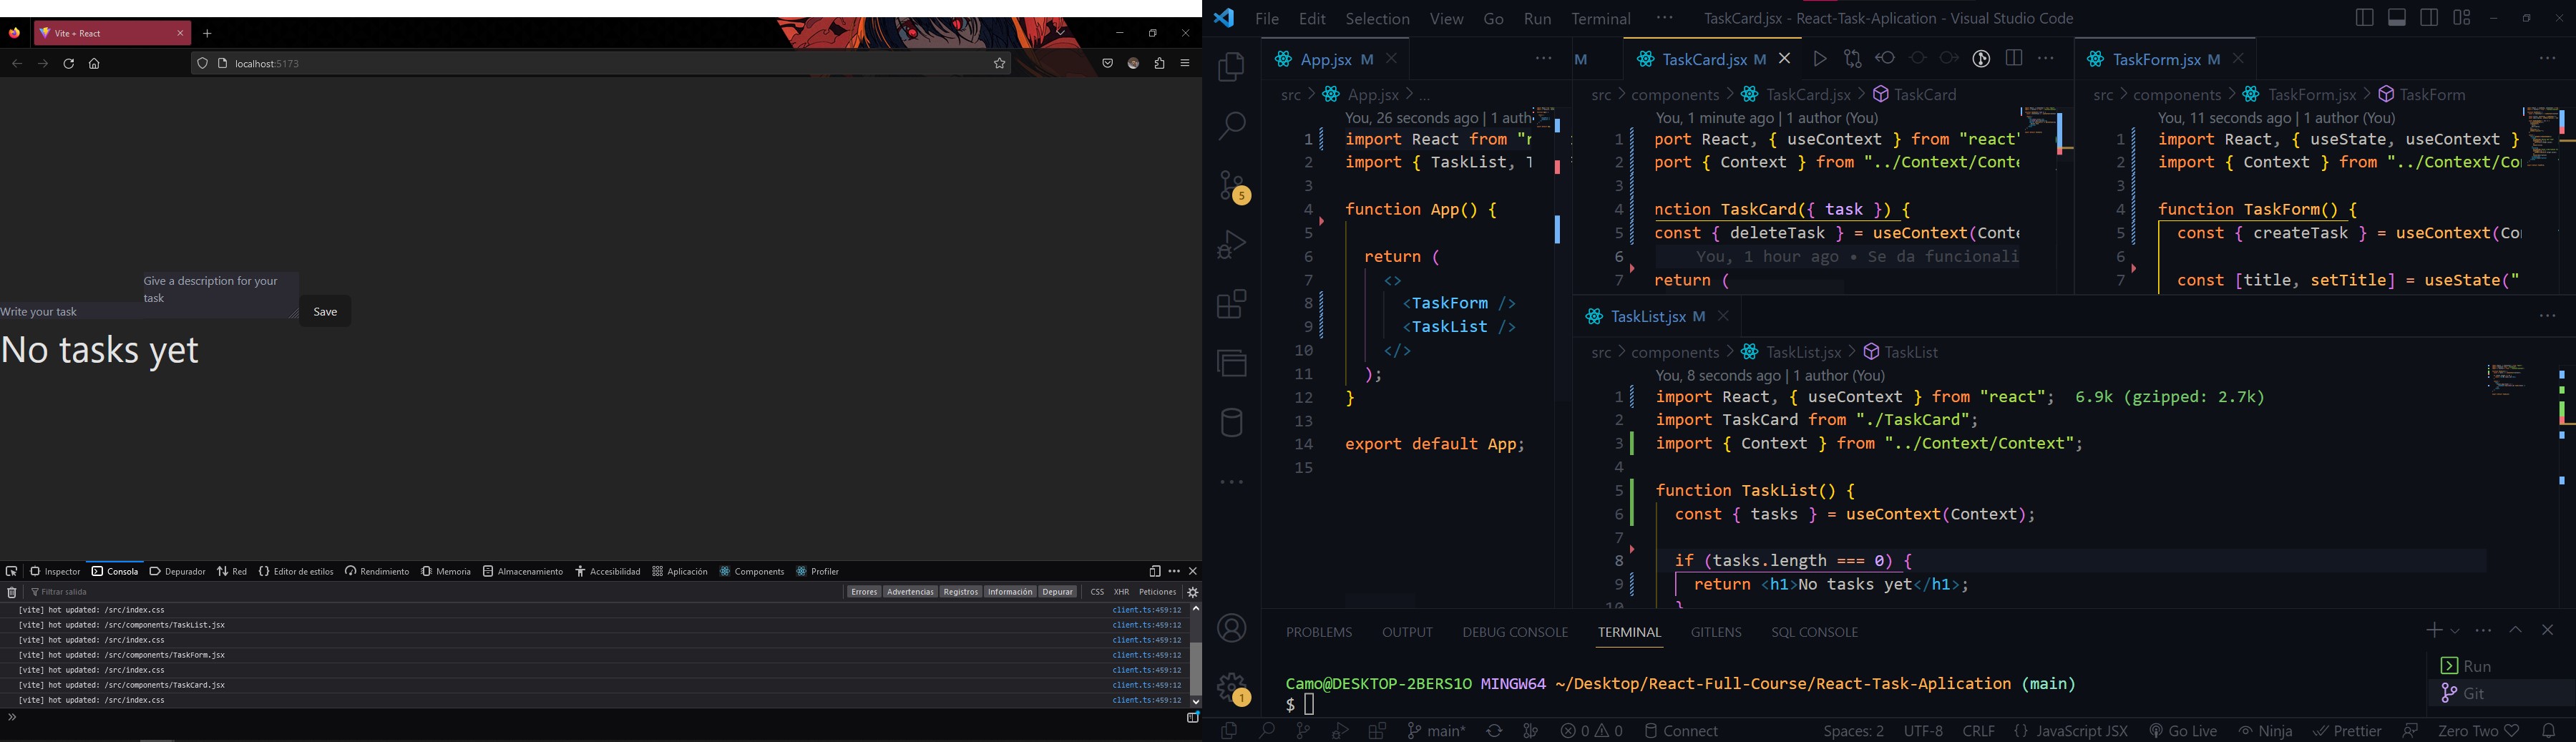 Vite + React
localhost:5173
Give a description for your
task
Write your task
Save
No tasks yet
Inspector Consola Depurador Red Editor de estilos Rendimiento Memoria Almacenamiento Accesibilidad Aplicación Components Profiler
Filtrar salida
Errores Advertencias Registros Información Depurar CSS XHR Peticiones
[vite] hot updated: /src/index.css client.ts:459:12
[vite] hot updated: /src/components/TaskList.jsx client.ts:459:12
[vite] hot updated: /src/index.css client.ts:459:12
[vite] hot updated: /src/components/TaskForm.jsx client.ts:459:12
[vite] hot updated: /src/index.css client.ts:459:12
[vite] hot updated: /src/components/TaskCard.jsx client.ts:459:12
[vite] hot updated: /src/index.css client.ts:459:12
File Edit Selection View Go Run Terminal ··· TaskCard.jsx - React-Task-Aplication - Visual Studio Code
5
1
App.jsx M
src > App.jsx > ...
You, 26 seconds ago | 1 auth
1 import React from "r
2 import { TaskList, T
3
4 function App() {
5
6 return (
7 <>
8 <TaskForm />
9 <TaskList />
10 </>
11 );
12 }
13
14 export default App;
15
M TaskCard.jsx M
src > components > TaskCard.jsx > TaskCard
You, 1 minute ago | 1 author (You)
1 port React, { useContext } from "react"
2 port { Context } from "../Context/Conte
3
4 nction TaskCard({ task }) {
5 const { deleteTask } = useContext(Conte
6 You, 1 hour ago • Se da funcionali
7 return (
TaskForm.jsx M
src > components > TaskForm.jsx > TaskForm
You, 11 seconds ago | 1 author (You)
1 import React, { useState, useContext }
2 import { Context } from "../Context/Co
3
4 function TaskForm() {
5 const { createTask } = useContext(Co
6
7 const [title, setTitle] = useState("
TaskList.jsx M
src > components > TaskList.jsx > TaskList
You, 8 seconds ago | 1 author (You)
1 import React, { useContext } from "react"; 6.9k (gzipped: 2.7k)
2 import TaskCard from "./TaskCard";
3 import { Context } from "../Context/Context";
4
5 function TaskList() {
6 const { tasks } = useContext(Context);
7
8 if (tasks.length === 0) {
9 return <h1>No tasks yet</h1>;
10 }
PROBLEMS OUTPUT DEBUG CONSOLE TERMINAL GITLENS SQL CONSOLE
Camo@DESKTOP-2BERS1O MINGW64 ~/Desktop/React-Full-Course/React-Task-Aplication (main)
$
Run
Git
main* 0 0 Connect Spaces: 2 UTF-8 CRLF {} JavaScript JSX Go Live Ninja Prettier Zero Two